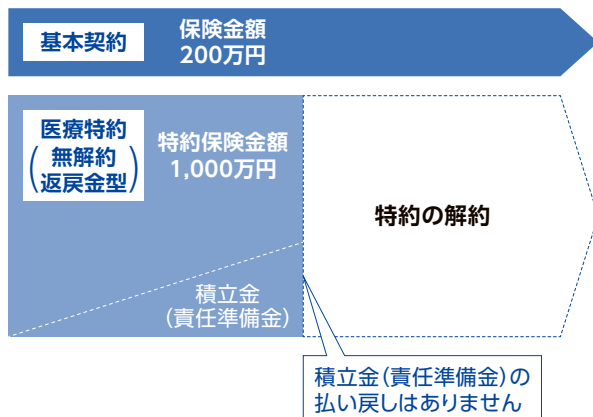 基本契約
保険金額
200万円
医療特約
(無解約
返戻金型)
特約保険金額
1,000万円
積立金
(責任準備金)
特約の解約
積立金(責任準備金)の
払い戻しはありません